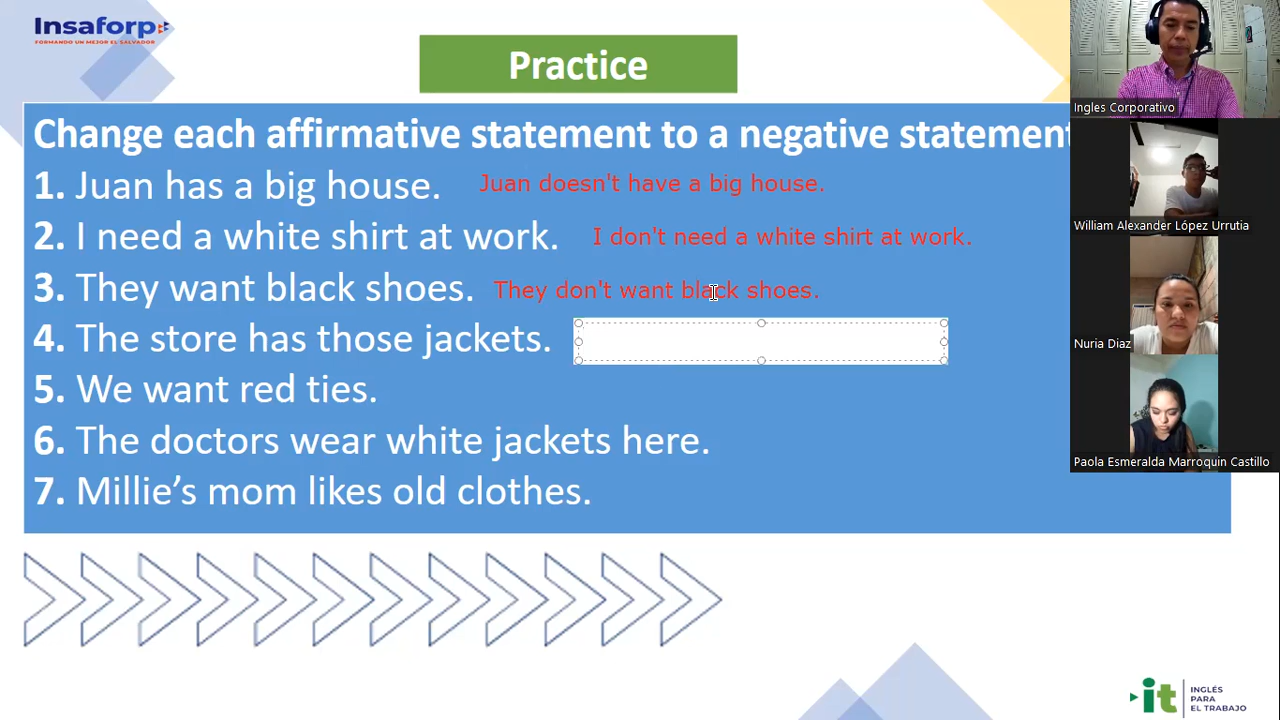 Insaforp
FORMANDO UN MEJOR EL SALVADOR
Practice
Change each affirmative statement to a negative statement
1. Juan has a big house. Juan doesn't have a big house.
2. I need a white shirt at work. I don't need a white shirt at work.
3. They want black shoes. They don't want black shoes.
4. The store has those jackets.
5. We want red ties.
6. The doctors wear white jackets here.
7. Millie's mom likes old clothes.
Ingles Corporativo
William Alexander López Urrutia
Nuria Diaz
Paola Esmeralda Marroquin Castillo
it INGLÉS
PARA
EL TRABAJO